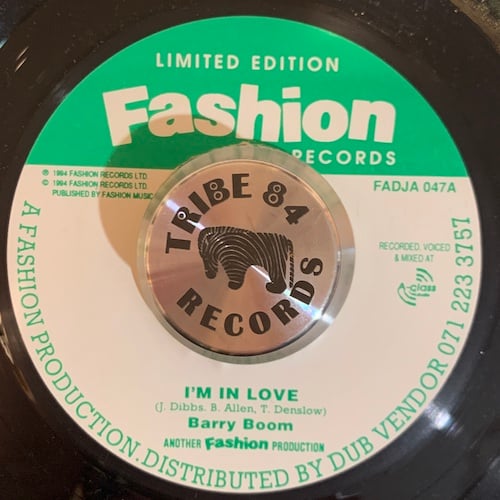 LIMITED EDITION
Fashion
RECORDS
℗ 1994 FASHION RECORDS LTD.
© 1994 FASHION RECORDS LTD.
PUBLISHED BY FASHION MUSIC
FADJA 047A
TRIBE 84
RECORDS
RECORDED, VOICED
& MIXED AT
A-class
I'M IN LOVE
(J. Dibbs. B. Allen, T. Denslow)
Barry Boom
ANOTHER Fashion PRODUCTION
A FASHION PRODUCTION. DISTRIBUTED BY DUB VENDOR 071 223 3757